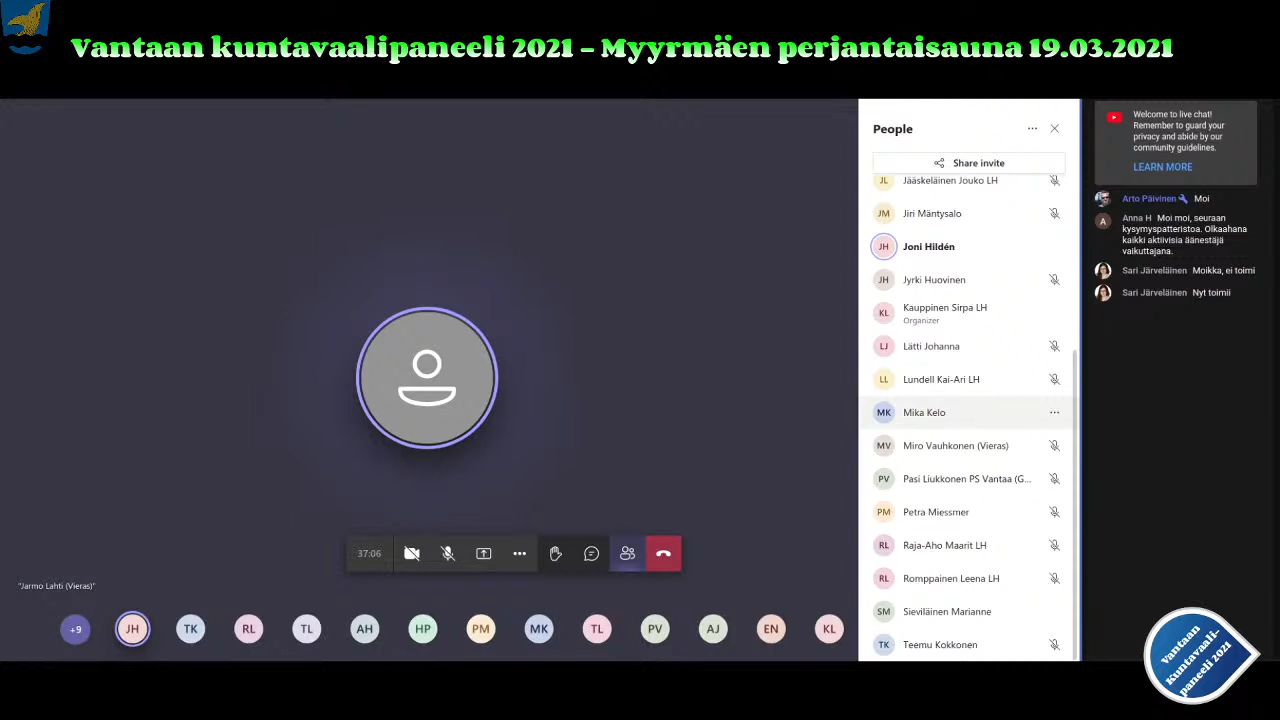 Vantaan kuntavaalipaneeli 2021 – Myyrmäen perjantaisauna 19.03.2021
People
Share invite
JL Jääskeläinen Jouko LH
JM Jiri Mäntysalo
JH Joni Hildén
JH Jyrki Huovinen
KL Kauppinen Sirpa LH
Organizer
LJ Lätti Johanna
LL Lundell Kai-Ari LH
MK Mika Kelo
MV Miro Vauhkonen (Vieras)
PV Pasi Liukkonen PS Vantaa (G...
PM Petra Miessmer
RL Raja-Aho Maarit LH
RL Romppainen Leena LH
SM Sieviläinen Marianne
TK Teemu Kokkonen
Welcome to live chat!
Remember to guard your
privacy and abide by our
community guidelines.
LEARN MORE
Arto Päivinen Moi
A Anna H Moi moi, seuraan
kysymyspatteristoa. Olkaahana
kaikki aktiivisia äänestäjä
vaikuttajana.
Sari Järveläinen Moikka, ei toimi
Sari Järveläinen Nyt toimii
37:06
"Jarmo Lahti (Vieras)"
+9 JH TK RL TL AH HP PM MK TL PV AJ EN KL
Vantaan
Kuntavaali-
paneeli 2021